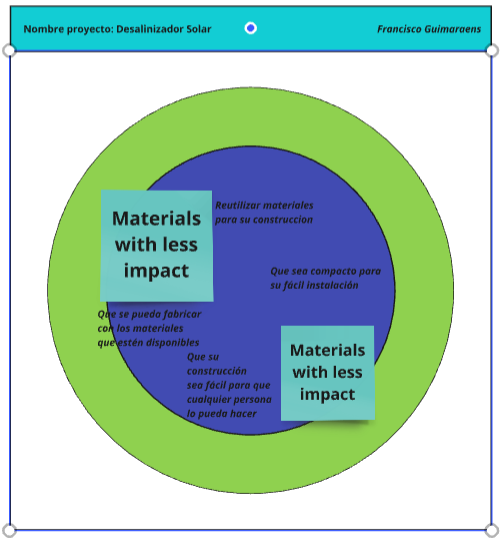 Nombre proyecto: Desalinizador Solar
Francisco Guimaraens
Materials
with less
impact
Reutilizar materiales
para su construccion
Que sea compacto para
su fácil instalación
Que se pueda fabricar
con los materiales
que estén disponibles
Que su
construcción
sea fácil para que
cualquier persona
lo pueda hacer
Materials
with less
impact